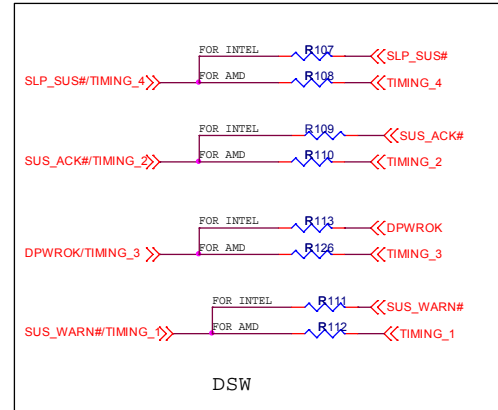 FOR INTEL R107 SLP_SUS#
SLP_SUS#/TIMING_4 FOR AMD R108 TIMING_4
FOR INTEL R109 SUS_ACK#
SUS_ACK#/TIMING_2 FOR AMD R110 TIMING_2
FOR INTEL R113 DPWROK
DPWROK/TIMING_3 FOR AMD R126 TIMING_3
FOR INTEL R111 SUS_WARN#
SUS_WARN#/TIMING_1 FOR AMD R112 TIMING_1
DSW